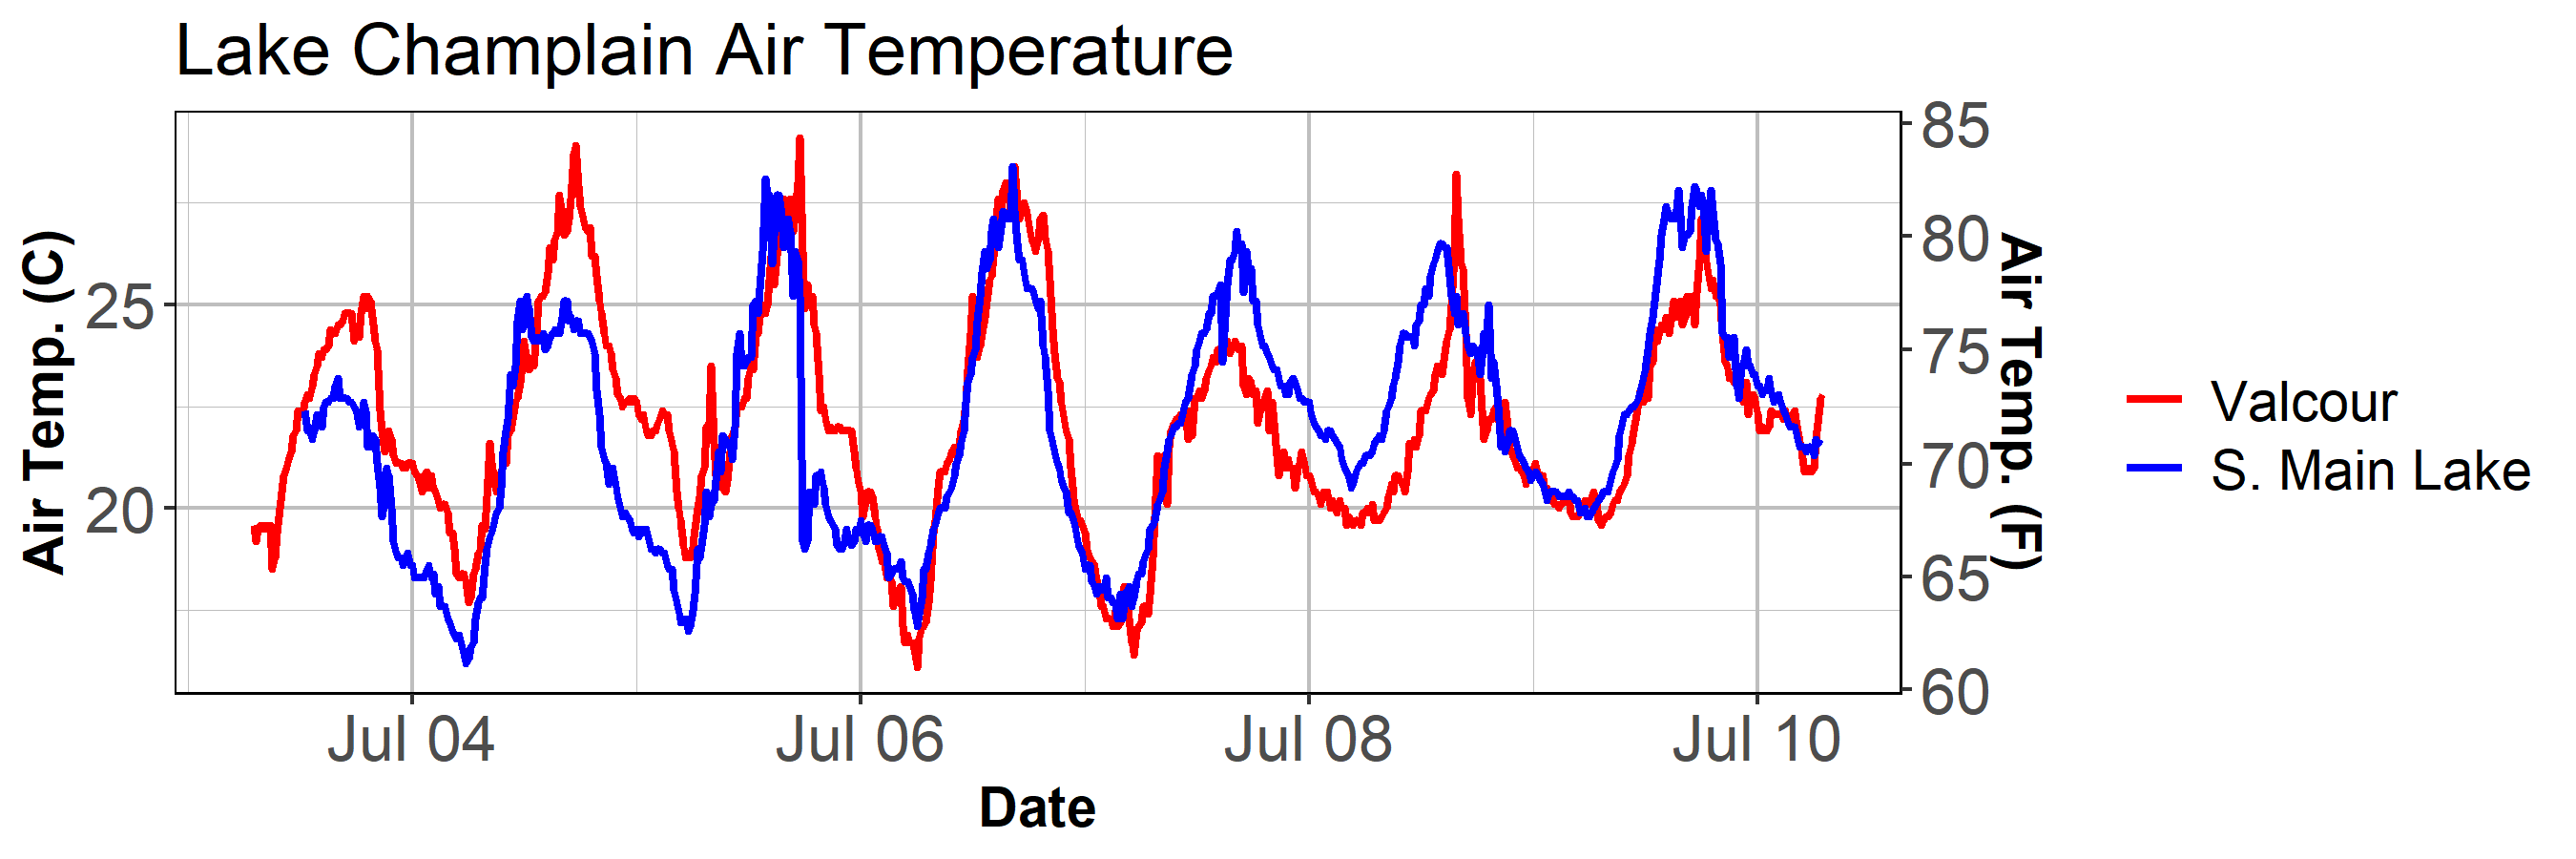 Lake Champlain Air Temperature
Air Temp. (C)
25
20
85
80
75
70
65
60
Air Temp. (F)
Jul 04
Jul 06
Jul 08
Jul 10
Date
Valcour
S. Main Lake